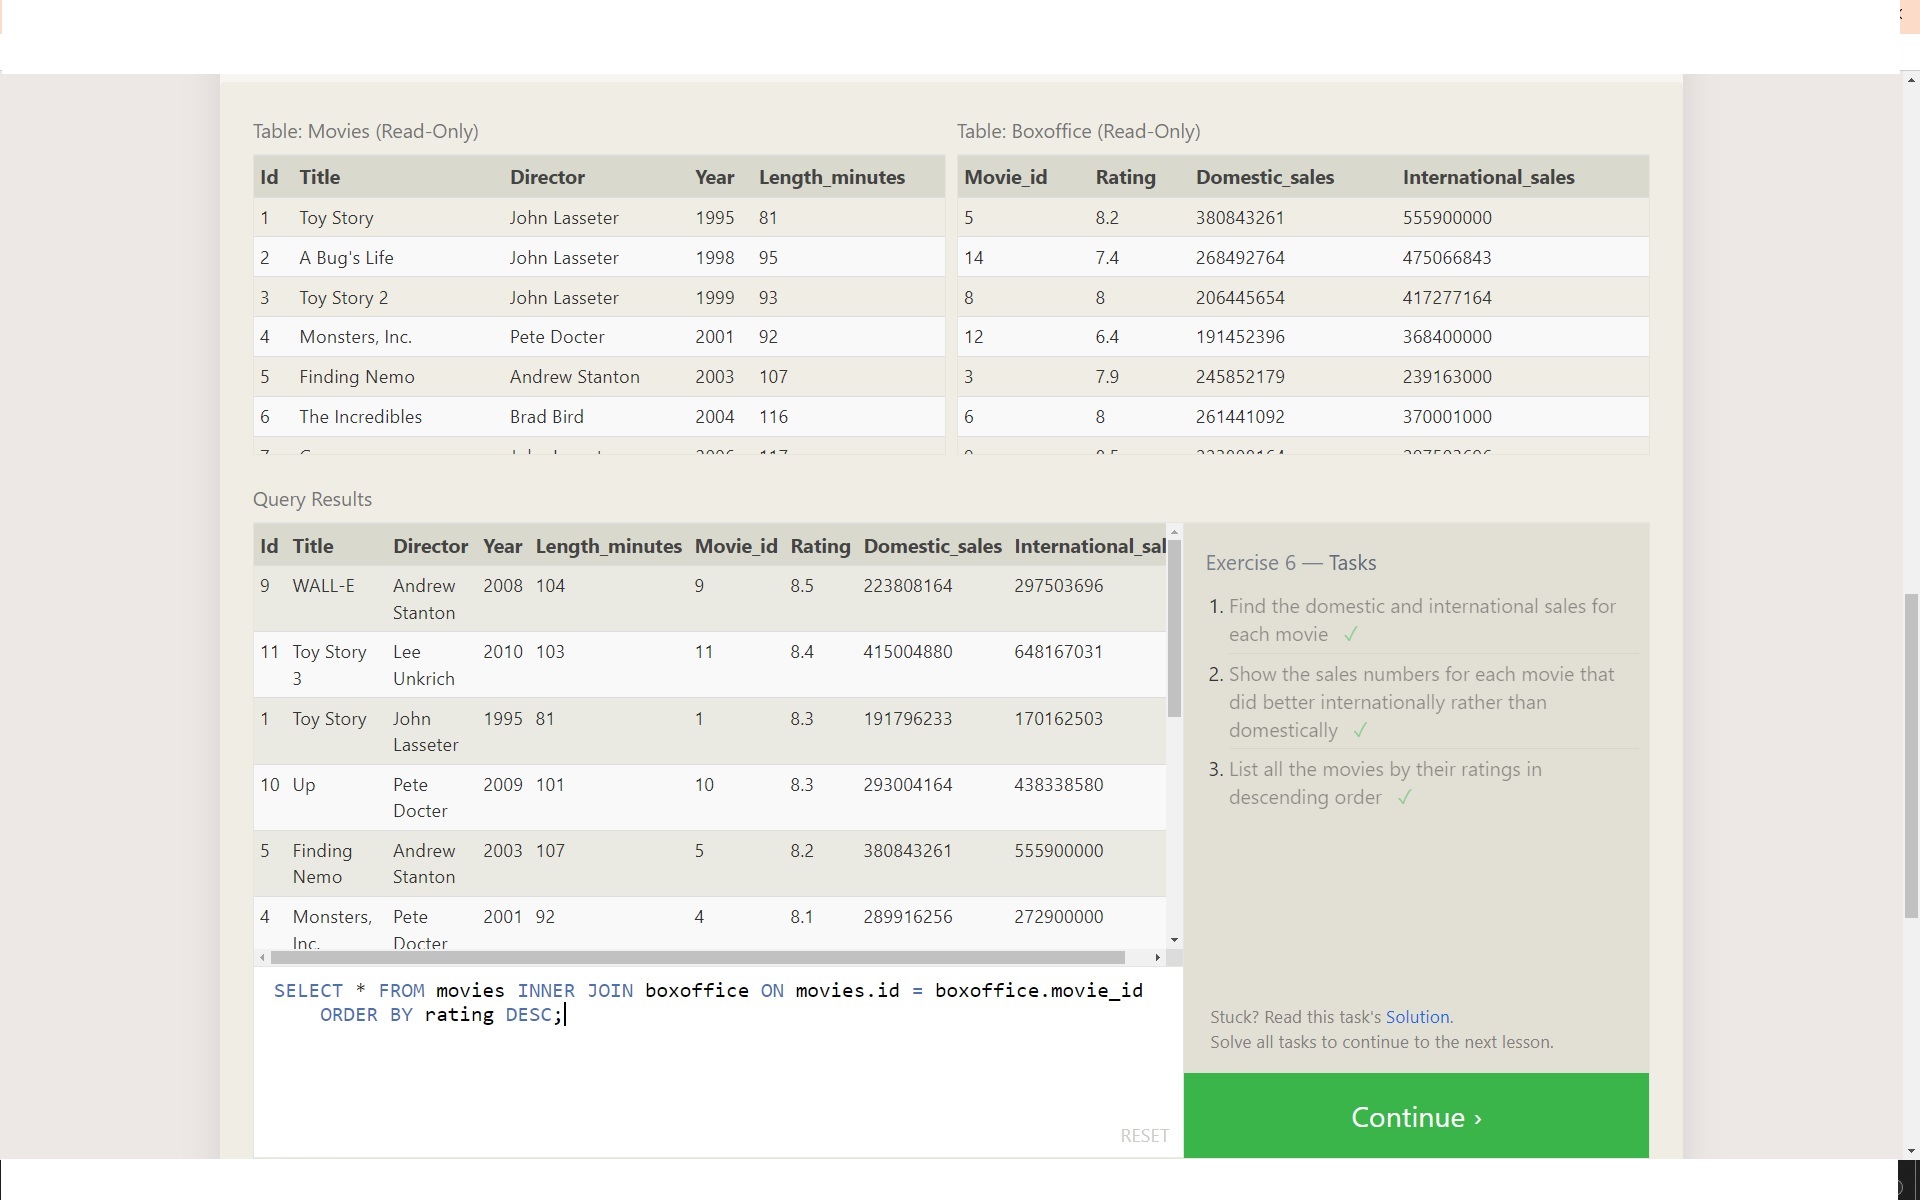 Table: Movies (Read-Only)
Id Title Director Year Length_minutes
1 Toy Story John Lasseter 1995 81
2 A Bug's Life John Lasseter 1998 95
3 Toy Story 2 John Lasseter 1999 93
4 Monsters, Inc. Pete Docter 2001 92
5 Finding Nemo Andrew Stanton 2003 107
6 The Incredibles Brad Bird 2004 116
Table: Boxoffice (Read-Only)
Movie_id Rating Domestic_sales International_sales
5 8.2 380843261 555900000
14 7.4 268492764 475066843
8 8 206445654 417277164
12 6.4 191452396 368400000
3 7.9 245852179 239163000
6 8 261441092 370001000
Query Results
Id Title Director Year Length_minutes Movie_id Rating Domestic_sales International_sal
9 WALL-E Andrew Stanton 2008 104 9 8.5 223808164 297503696
11 Toy Story 3 Lee Unkrich 2010 103 11 8.4 415004880 648167031
1 Toy Story John Lasseter 1995 81 1 8.3 191796233 170162503
10 Up Pete Docter 2009 101 10 8.3 293004164 438338580
5 Finding Nemo Andrew Stanton 2003 107 5 8.2 380843261 555900000
4 Monsters, Inc. Pete Docter 2001 92 4 8.1 289916256 272900000
SELECT * FROM movies INNER JOIN boxoffice ON movies.id = boxoffice.movie_id
ORDER BY rating DESC;
RESET
Exercise 6 — Tasks
1. Find the domestic and international sales for
each movie ✓
2. Show the sales numbers for each movie that
did better internationally rather than
domestically ✓
3. List all the movies by their ratings in
descending order ✓
Stuck? Read this task's Solution.
Solve all tasks to continue to the next lesson.
Continue ›